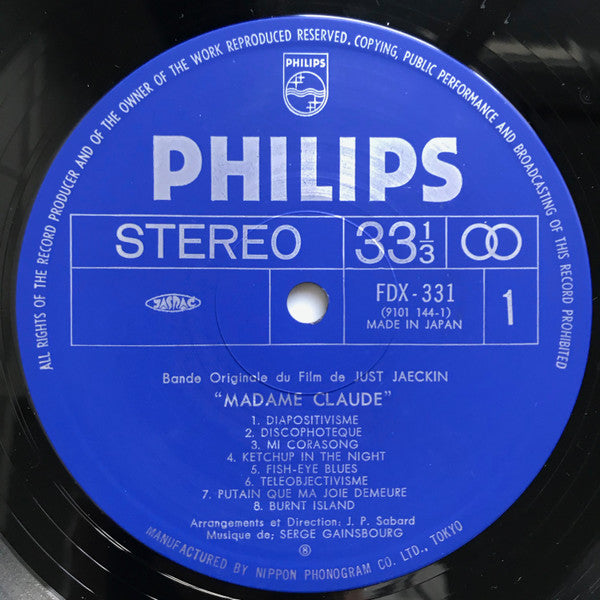 ALL RIGHTS OF THE RECORD PRODUCER AND OF THE OWNER OF THE WORK REPRODUCED RESERVED. COPYING, PUBLIC PERFORMANCE AND BROADCASTING OF THIS RECORD PROHIBITED
PHILIPS
PHILIPS
STEREO 33 1/3
JASRAC
FDX-331
(9101 144-1)
MADE IN JAPAN
1
Bande Originale du Film de JUST JAECKIN
"MADAME CLAUDE"
1. DIAPOSITIVISME
2. DISCOPHOTEQUE
3. MI CORASONG
4. KETCHUP IN THE NIGHT
5. FISH-EYE BLUES
6. TELEOBJECTIVISME
7. PUTAIN QUE MA JOIE DEMEURE
8. BURNT ISLAND
Arrangements et Direction: J. P. Sabard
Musique de; SERGE GAINSBOURG
⑧
MANUFACTURED BY NIPPON PHONOGRAM CO. LTD., TOKYO